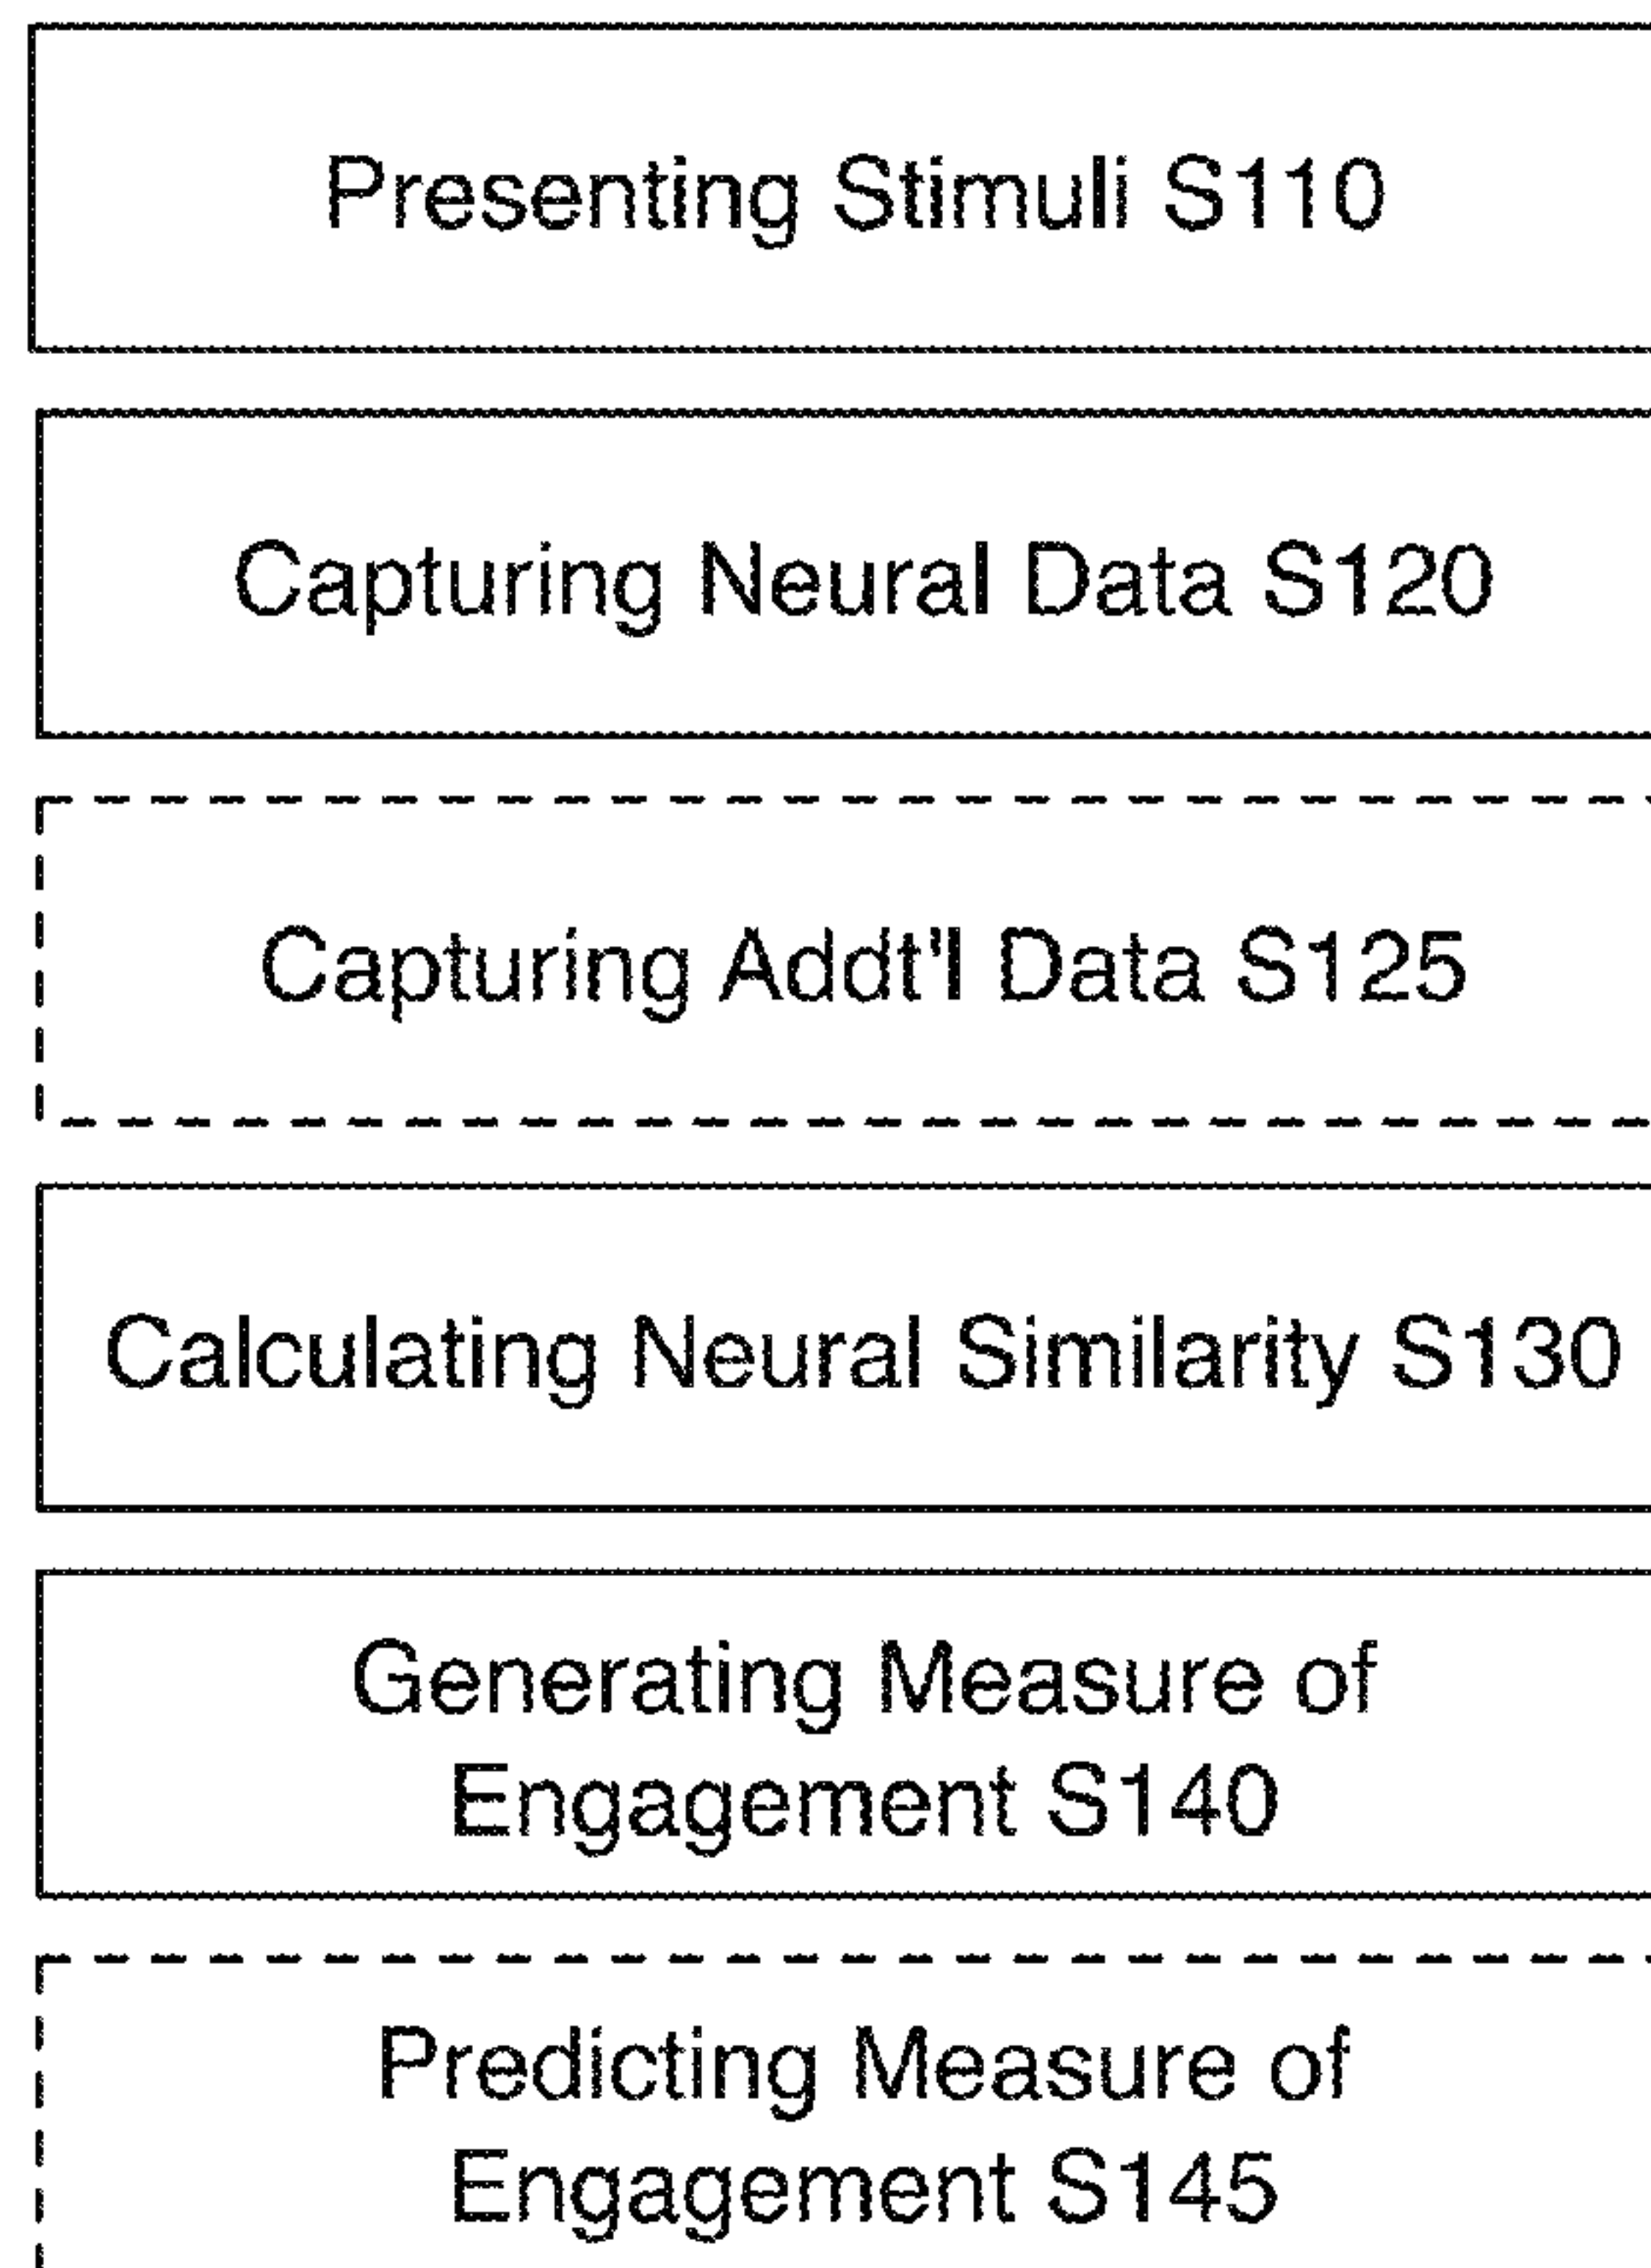 Presenting Stimuli S110
Capturing Neural Data S120
Capturing Addt'l Data S125
Calculating Neural Similarity S130
Generating Measure of
Engagement S140
Predicting Measure of
Engagement S145